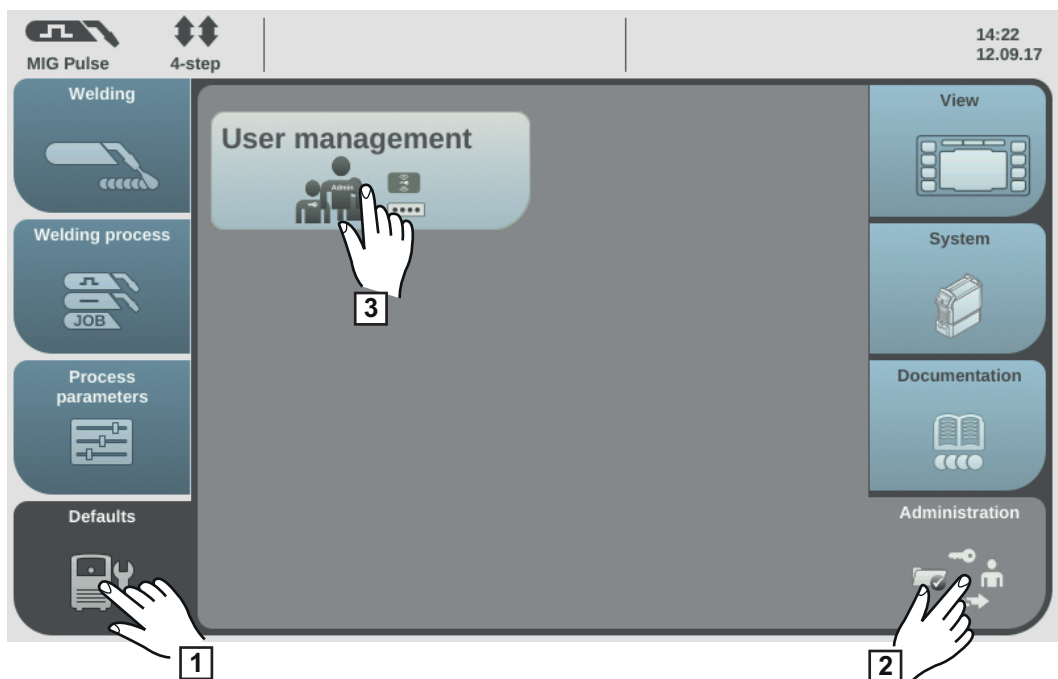 MIG Pulse
4-step
14:22
12.09.17
Welding
Welding process
JOB
Process
parameters
Defaults
User management
Admin
View
System
Documentation
Administration
1
2
3